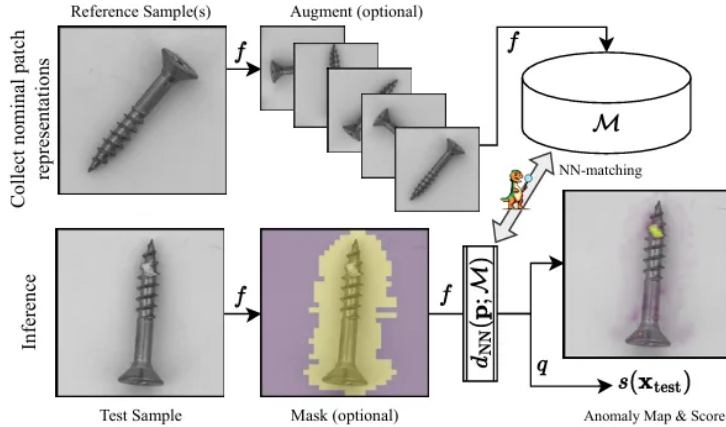 Reference Sample(s)
Augment (optional)
Collect nominal patch
representations
f
f
ℳ
NN-matching
Inference
f
f
d_NN(p; ℳ)
q
s(x_test)
Test Sample
Mask (optional)
Anomaly Map & Score